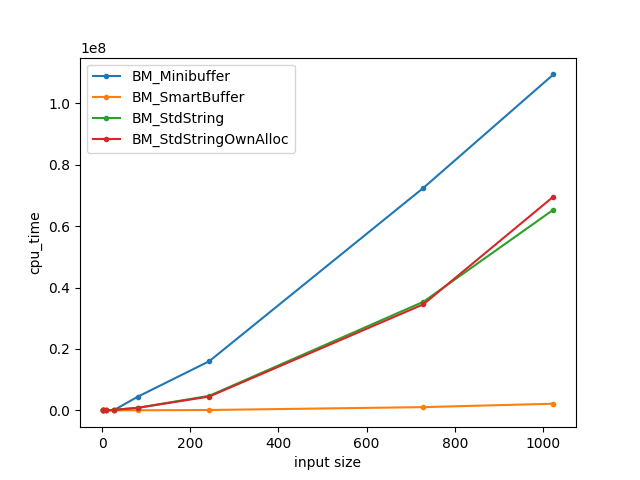 1e8
BM_Minibuffer
BM_SmartBuffer
BM_StdString
BM_StdStringOwnAlloc
1.0
0.8
0.6
0.4
0.2
0.0
cpu_time
0 200 400 600 800 1000
input size